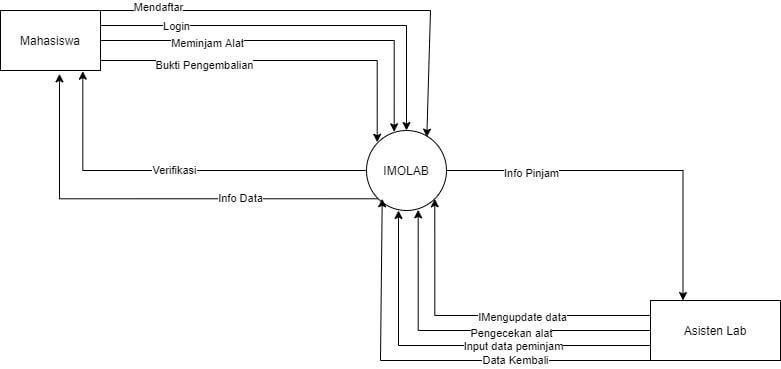 Mendaftar
Login
Mahasiswa
Meminjam Alat
Bukti Pengembalian
Verifikasi
IMOLAB
Info Pinjam
Info Data
IMengupdate data
Pengecekan alat
Asisten Lab
Input data peminjam
Data Kembali